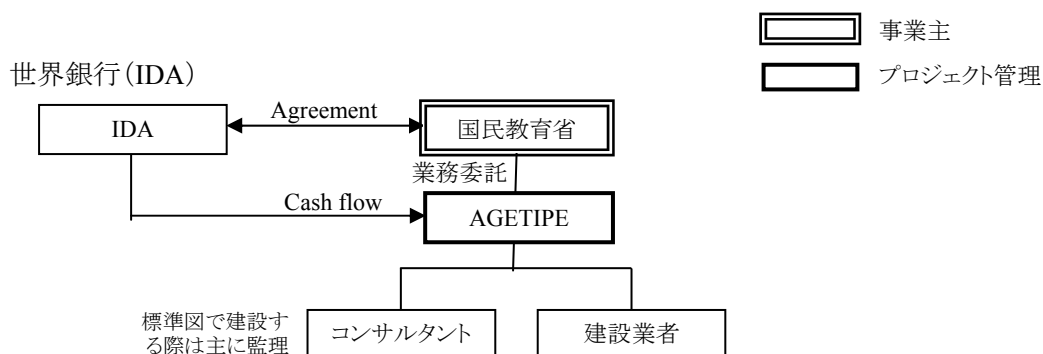 事業主
世界銀行（IDA）
プロジェクト管理
Agreement
IDA
国民教育省
業務委託
Cash flow
AGETIPE
標準図で建設す
る際は主に監理
コンサルタント
建設業者